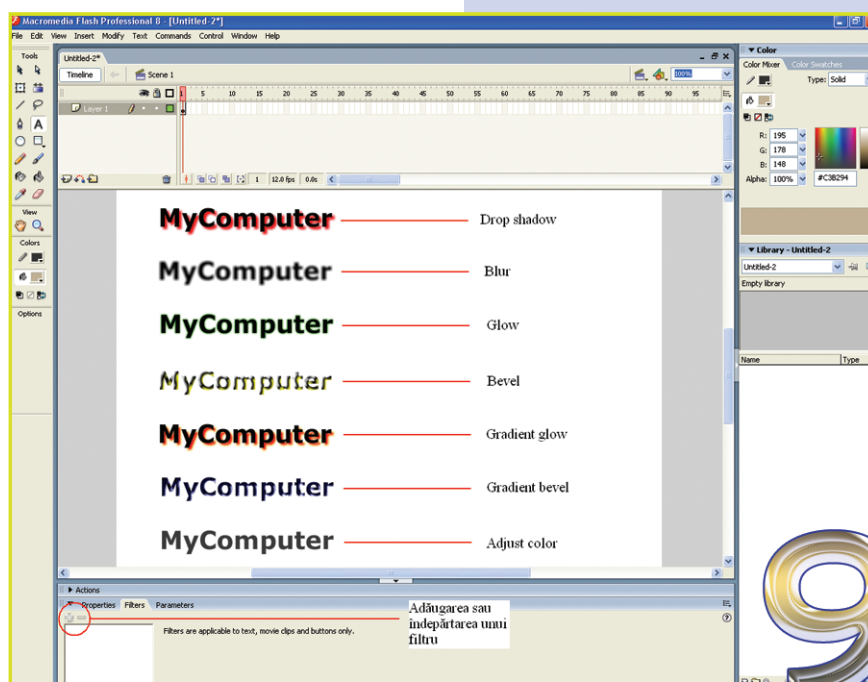 Macromedia Flash Professional 8 - [Untitled-2*]
File Edit View Insert Modify Text Commands Control Window Help
Tools
View
Colors
Options
Untitled-2*
Timeline
Scene 1
100%
1 5 10 15 20 25 30 35 40 45 50 55 60 65 70 75 80 85 90 95
Layer 1
1 12.0 fps 0.0s
MyComputer Drop shadow
MyComputer Blur
MyComputer Glow
MyComputer Bevel
MyComputer Gradient glow
MyComputer Gradient bevel
MyComputer Adjust color
Actions
Properties Filters Parameters
Filters are applicable to text, movie clips and buttons only.
Adăugarea sau
îndepărtarea unui
filtru
Color
Color Mixer Color Swatches
Type: Solid
R: 195
G: 178
B: 148
Alpha: 100% #C3B294
Library - Untitled-2
Untitled-2
Empty library
Name Type
9